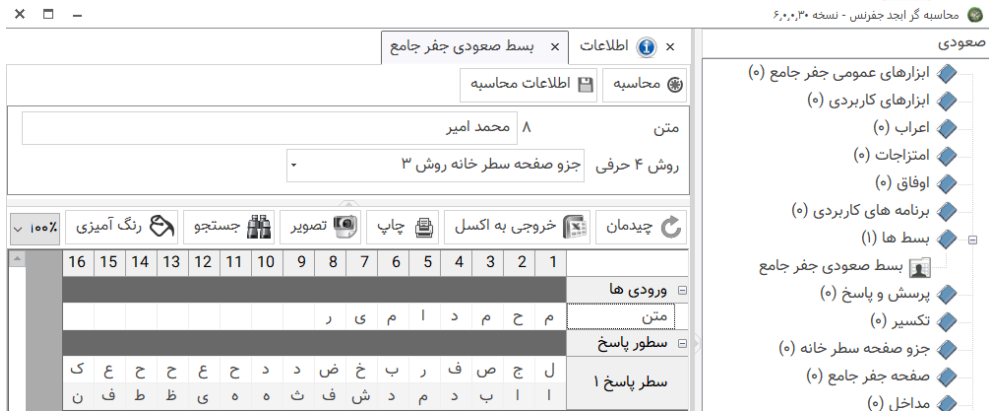 محاسبه گر ابجد جفرنس - نسخه ۶,۰,۰,۳۰
صعودی
ابزارهای عمومی جفر جامع (۰)
ابزارهای کاربردی (۰)
اعراب (۰)
امتزاجات (۰)
اوفاق (۰)
برنامه های کاربردی (۰)
بسط ها (۱)
بسط صعودی جفر جامع
پرسش و پاسخ (۰)
تکسیر (۰)
جزو صفحه سطر خانه (۰)
صفحه جفر جامع (۰)
مداخل (۰)
اطلاعات بسط صعودی جفر جامع
محاسبه اطلاعات محاسبه
متن ۸ محمد امیر
روش ۴ حرفی جزو صفحه سطر خانه روش ۳
چیدمان خروجی به اکسل چاپ تصویر جستجو رنگ آمیزی ۱۰۰%
1 2 3 4 5 6 7 8 9 10 11 12 13 14 15 16
ورودی ها
متن م ح م د ا م ی ر
سطور پاسخ
سطر پاسخ ۱ ل ج ص ف ر ب خ ض د د ح ع ح ح ع ک
ا ا ب د م د ش ف ث ه ه ی ظ ط ف ن